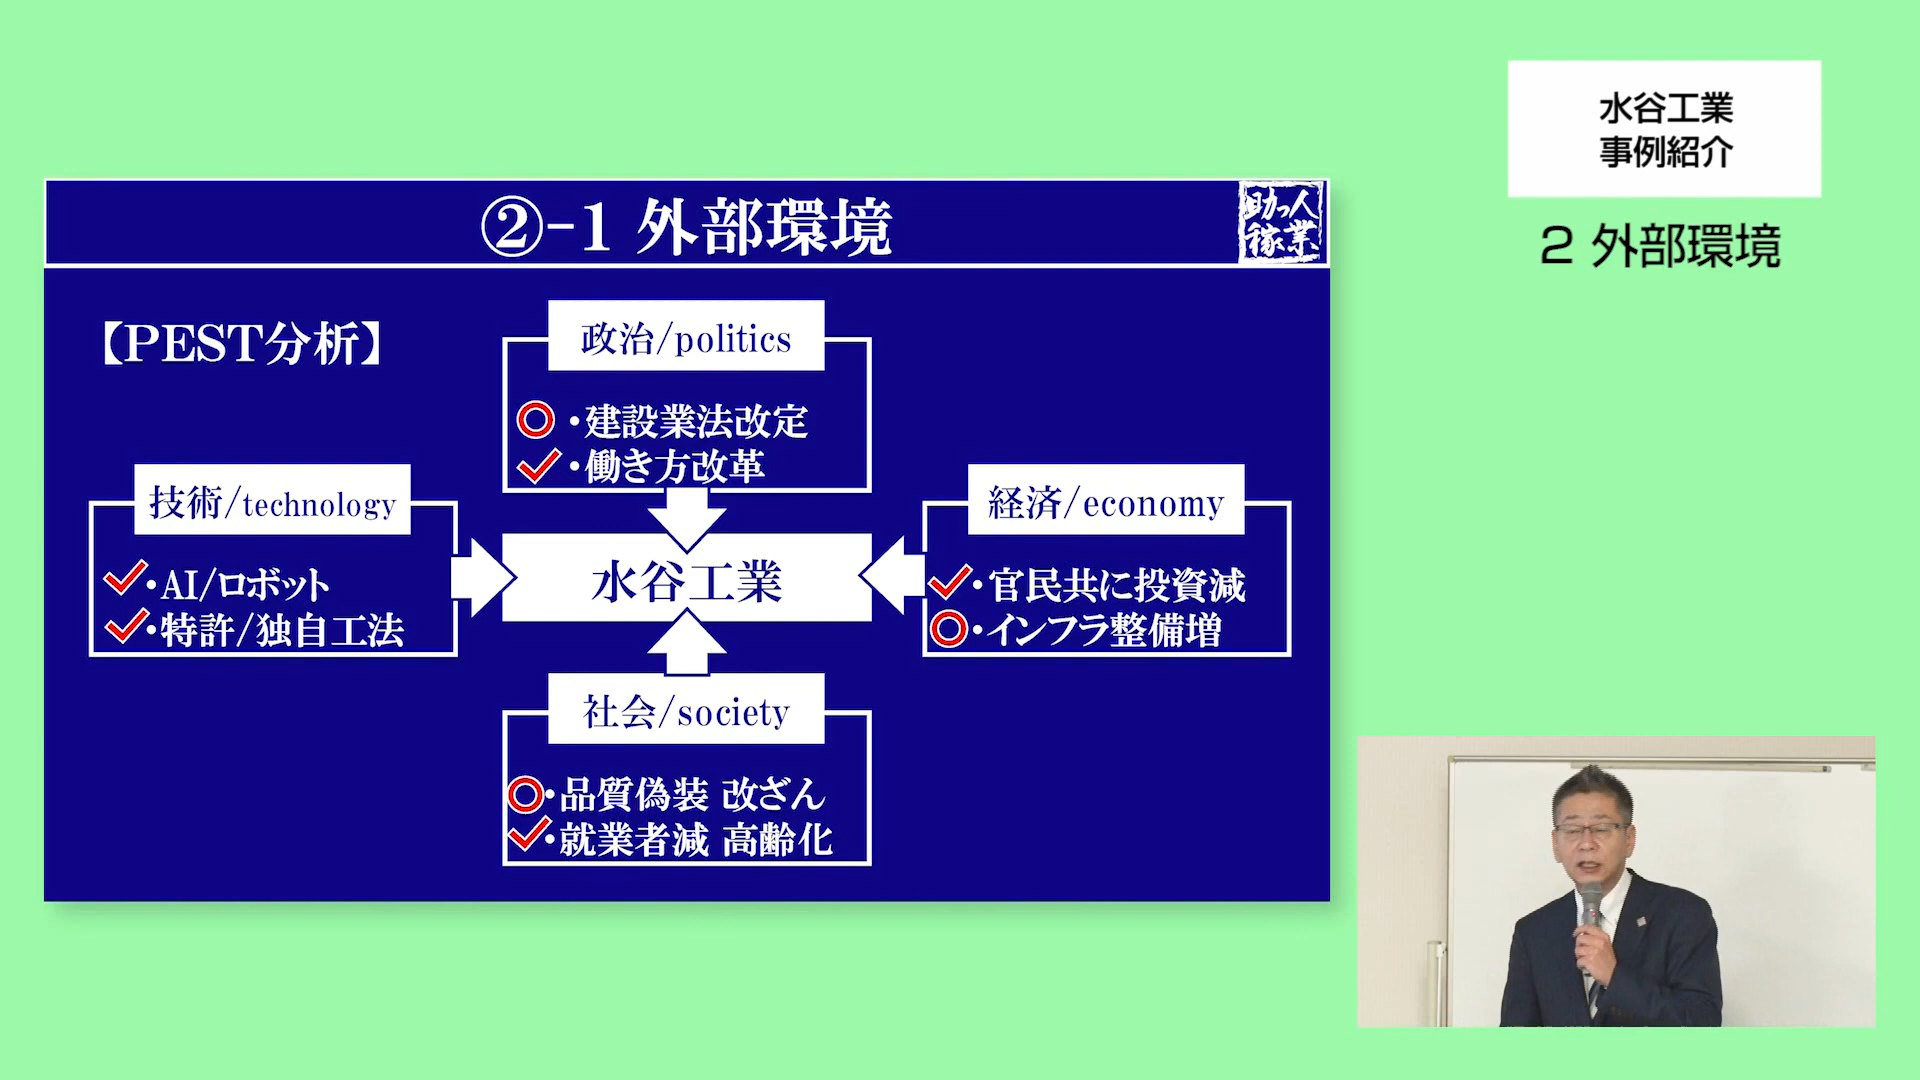 水谷工業
事例紹介
2 外部環境
②-1 外部環境
助っ人
稼業
【PEST分析】
政治/politics
・建設業法改定
・働き方改革
技術/technology
・AI/ロボット
・特許/独自工法
水谷工業
経済/economy
・官民共に投資減
・インフラ整備増
社会/society
・品質偽装 改ざん
・就業者減 高齢化